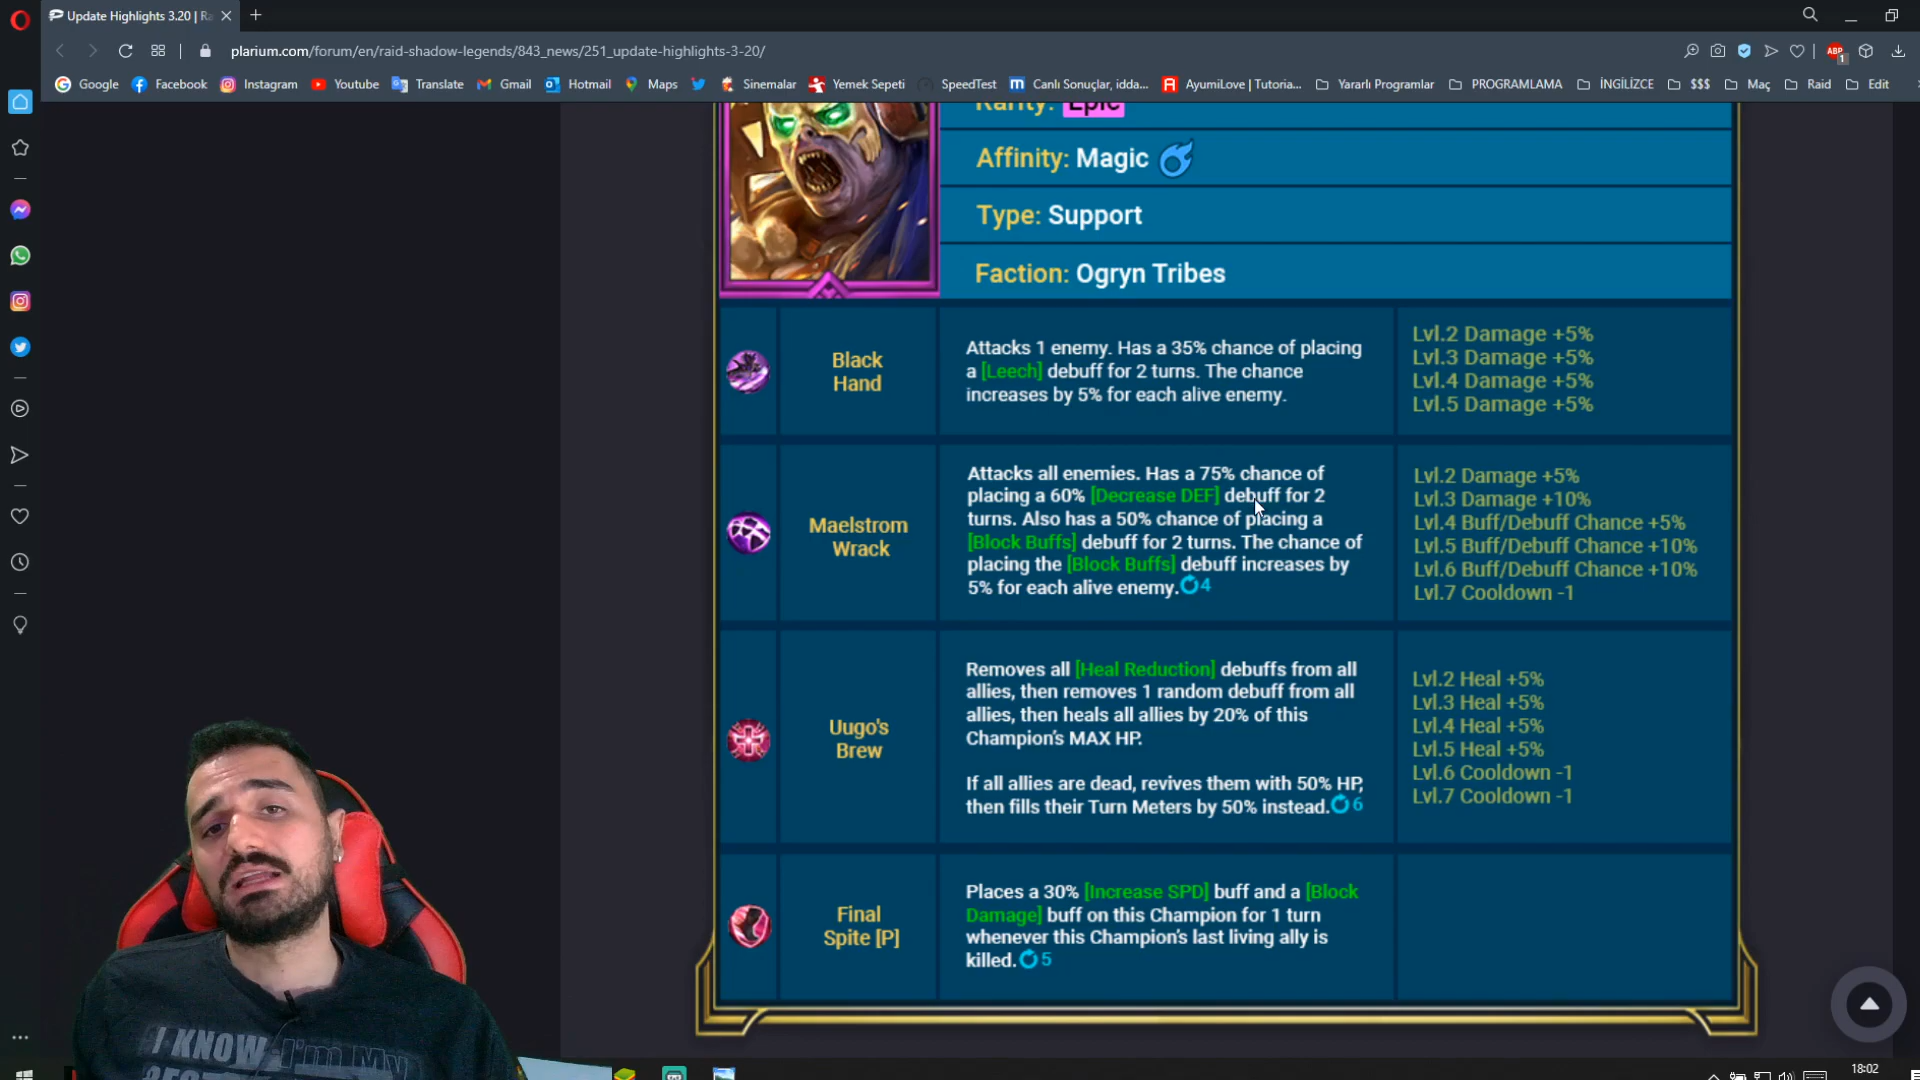 Update Highlights 3.20 | Ra
plarium.com/forum/en/raid-shadow-legends/843_news/251_update-highlights-3-20/
ABP
1
Google
Facebook
Instagram
Youtube
Translate
Gmail
Hotmail
Maps
Sinemalar
Yemek Sepeti
SpeedTest
Canlı Sonuçlar, idda...
AyumiLove | Tutoria...
Yararlı Programlar
PROGRAMLAMA
İNGİLİZCE
$$$
Maç
Raid
Edit
Rarity: Epic
Affinity: Magic
Type: Support
Faction: Ogryn Tribes
Black
Hand
Attacks 1 enemy. Has a 35% chance of placing
a [Leech] debuff for 2 turns. The chance
increases by 5% for each alive enemy.
Lvl.2 Damage +5%
Lvl.3 Damage +5%
Lvl.4 Damage +5%
Lvl.5 Damage +5%
Maelstrom
Wrack
Attacks all enemies. Has a 75% chance of
placing a 60% [Decrease DEF] debuff for 2
turns. Also has a 50% chance of placing a
[Block Buffs] debuff for 2 turns. The chance of
placing the [Block Buffs] debuff increases by
5% for each alive enemy. 4
Lvl.2 Damage +5%
Lvl.3 Damage +10%
Lvl.4 Buff/Debuff Chance +5%
Lvl.5 Buff/Debuff Chance +10%
Lvl.6 Buff/Debuff Chance +10%
Lvl.7 Cooldown -1
Uugo's
Brew
Removes all [Heal Reduction] debuffs from all
allies, then removes 1 random debuff from all
allies, then heals all allies by 20% of this
Champion's MAX HP.
If all allies are dead, revives them with 50% HP,
then fills their Turn Meters by 50% instead. 6
Lvl.2 Heal +5%
Lvl.3 Heal +5%
Lvl.4 Heal +5%
Lvl.5 Heal +5%
Lvl.6 Cooldown -1
Lvl.7 Cooldown -1
Final
Spite [P]
Places a 30% [Increase SPD] buff and a [Block
Damage] buff on this Champion for 1 turn
whenever this Champion's last living ally is
killed. 5
I KNOW I'm MY
18:02